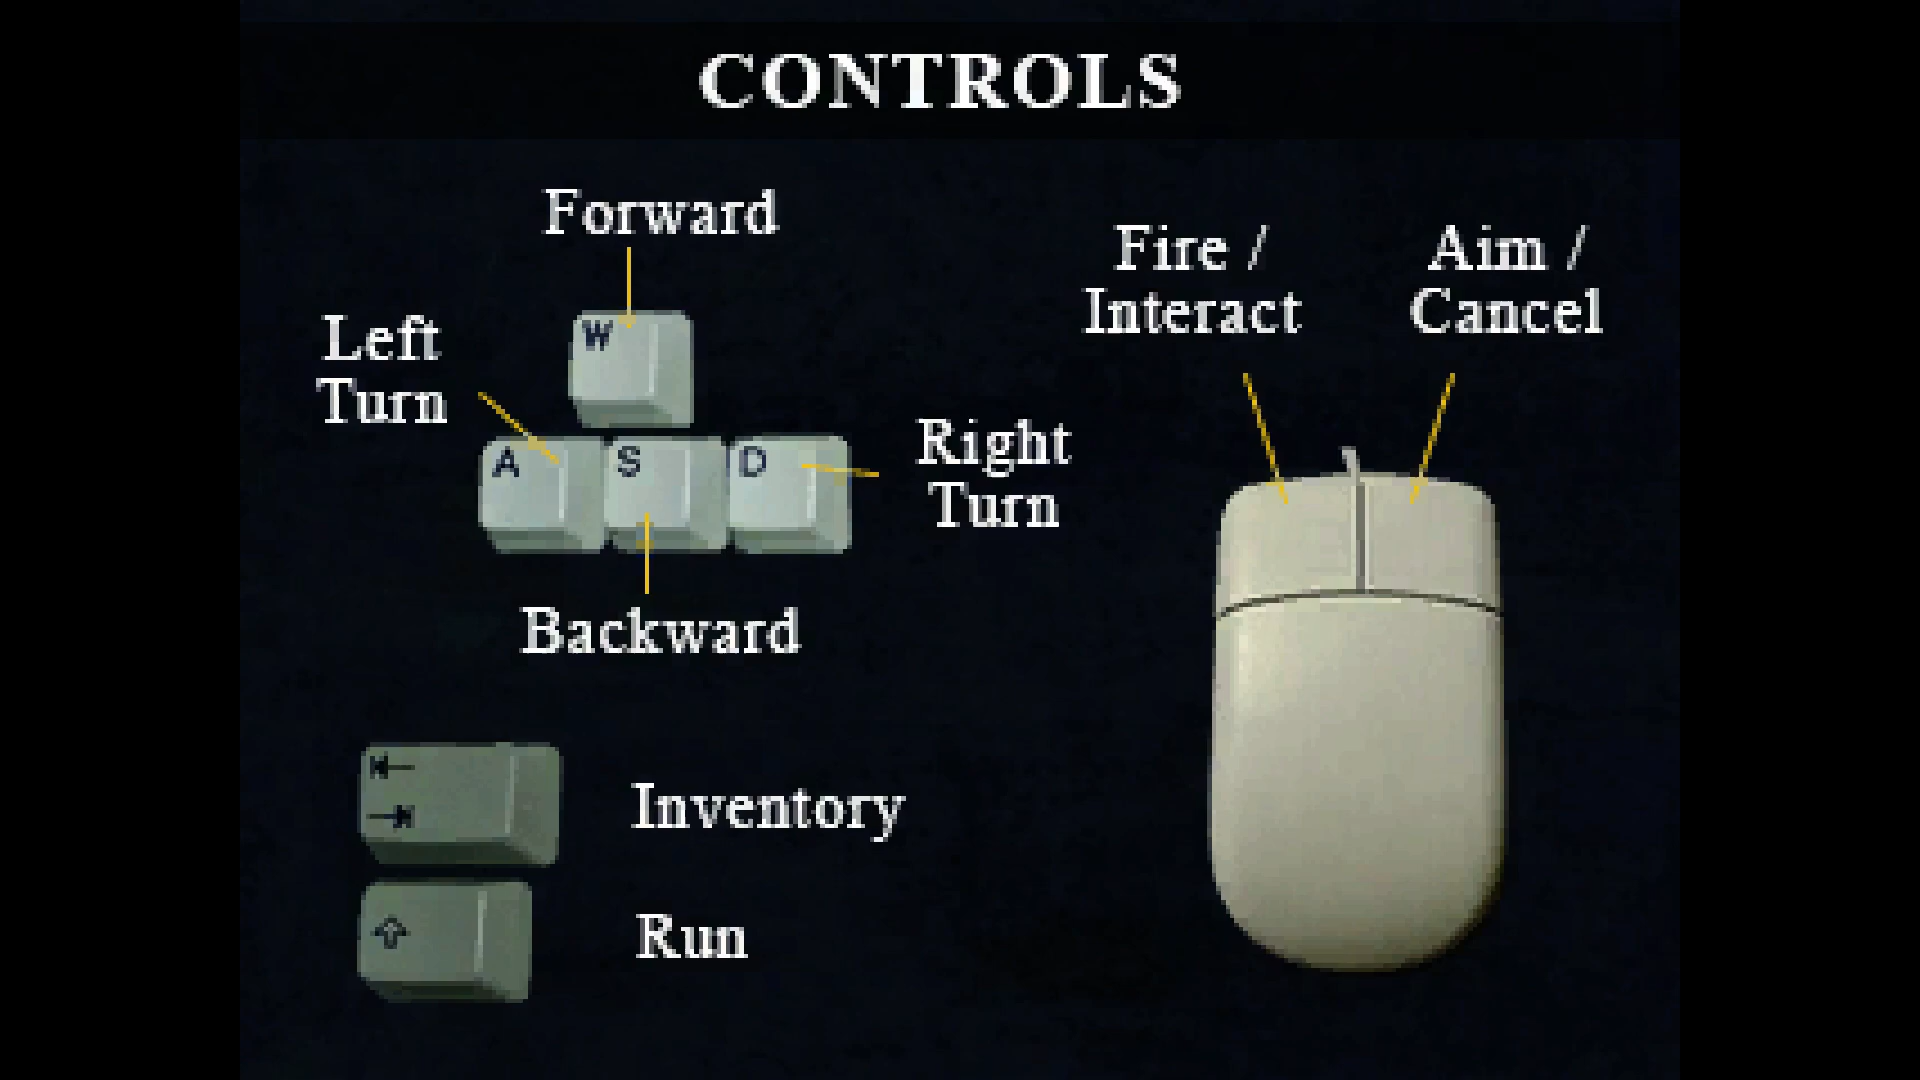 CONTROLS
Forward
Left
Turn
W
A
S
D
Right
Turn
Backward
Fire /
Interact
Aim /
Cancel
Inventory
Run